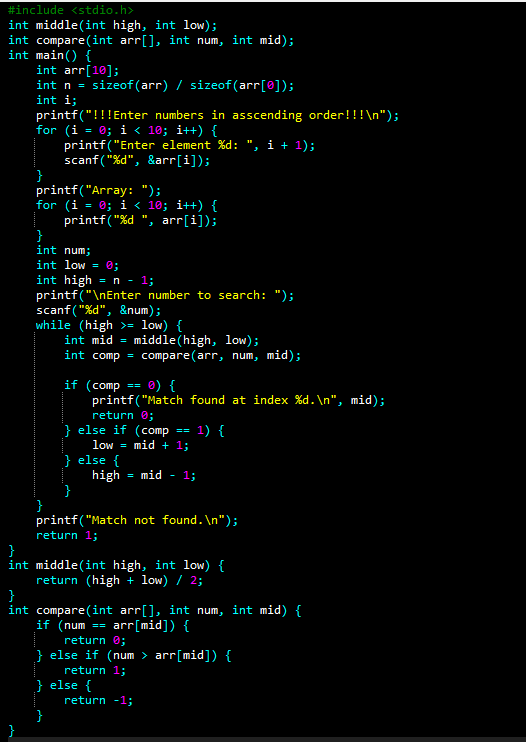 #include <stdio.h>
int middle(int high, int low);
int compare(int arr[], int num, int mid);
int main() {
    int arr[10];
    int n = sizeof(arr) / sizeof(arr[0]);
    int i;
    printf("!!!Enter numbers in asscending order!!!\n");
    for (i = 0; i < 10; i++) {
        printf("Enter element %d: ", i + 1);
        scanf("%d", &arr[i]);
    }
    printf("Array: ");
    for (i = 0; i < 10; i++) {
        printf("%d ", arr[i]);
    }
    int num;
    int low = 0;
    int high = n - 1;
    printf("\nEnter number to search: ");
    scanf("%d", &num);
    while (high >= low) {
        int mid = middle(high, low);
        int comp = compare(arr, num, mid);

        if (comp == 0) {
            printf("Match found at index %d.\n", mid);
            return 0;
        } else if (comp == 1) {
            low = mid + 1;
        } else {
            high = mid - 1;
        }
    }
    printf("Match not found.\n");
    return 1;
}
int middle(int high, int low) {
    return (high + low) / 2;
}
int compare(int arr[], int num, int mid) {
    if (num == arr[mid]) {
        return 0;
    } else if (num > arr[mid]) {
        return 1;
    } else {
        return -1;
    }
}